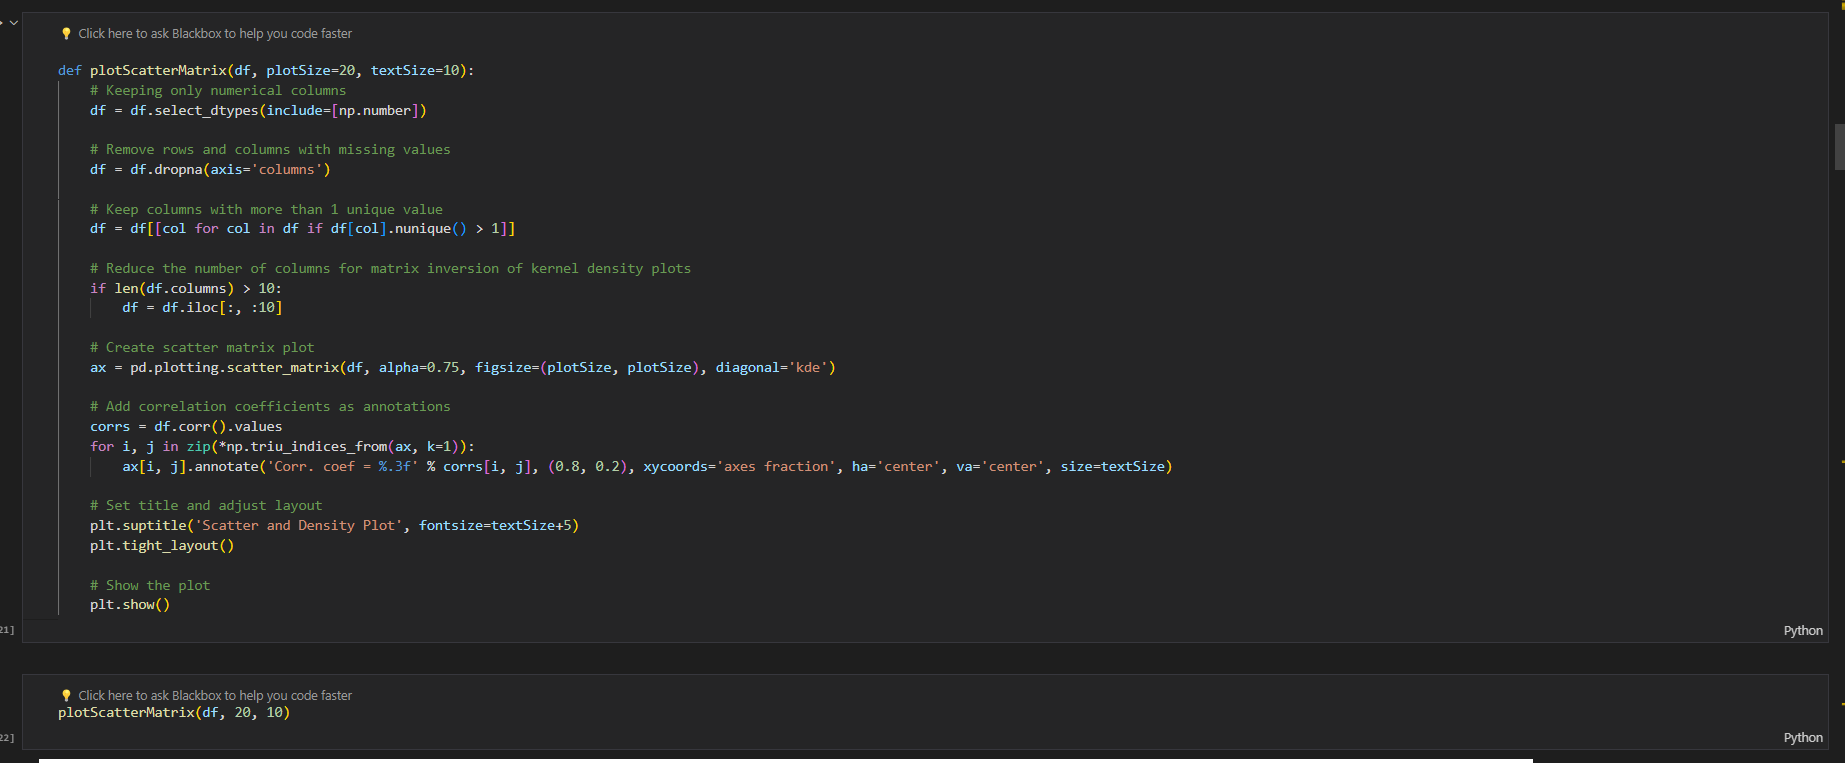 Click here to ask Blackbox to help you code faster
def plotScatterMatrix(df, plotSize=20, textSize=10):
    # Keeping only numerical columns
    df = df.select_dtypes(include=[np.number])
    # Remove rows and columns with missing values
    df = df.dropna(axis='columns')
    # Keep columns with more than 1 unique value
    df = df[[col for col in df if df[col].nunique() > 1]]
    # Reduce the number of columns for matrix inversion of kernel density plots
    if len(df.columns) > 10:
        df = df.iloc[:, :10]
    # Create scatter matrix plot
    ax = pd.plotting.scatter_matrix(df, alpha=0.75, figsize=(plotSize, plotSize), diagonal='kde')
    # Add correlation coefficients as annotations
    corrs = df.corr().values
    for i, j in zip(*np.triu_indices_from(ax, k=1)):
        ax[i, j].annotate('Corr. coef = %.3f' % corrs[i, j], (0.8, 0.2), xycoords='axes fraction', ha='center', va='center', size=textSize)
    # Set title and adjust layout
    plt.suptitle('Scatter and Density Plot', fontsize=textSize+5)
    plt.tight_layout()
    # Show the plot
    plt.show()
21]
Python
Click here to ask Blackbox to help you code faster
plotScatterMatrix(df, 20, 10)
22]
Python